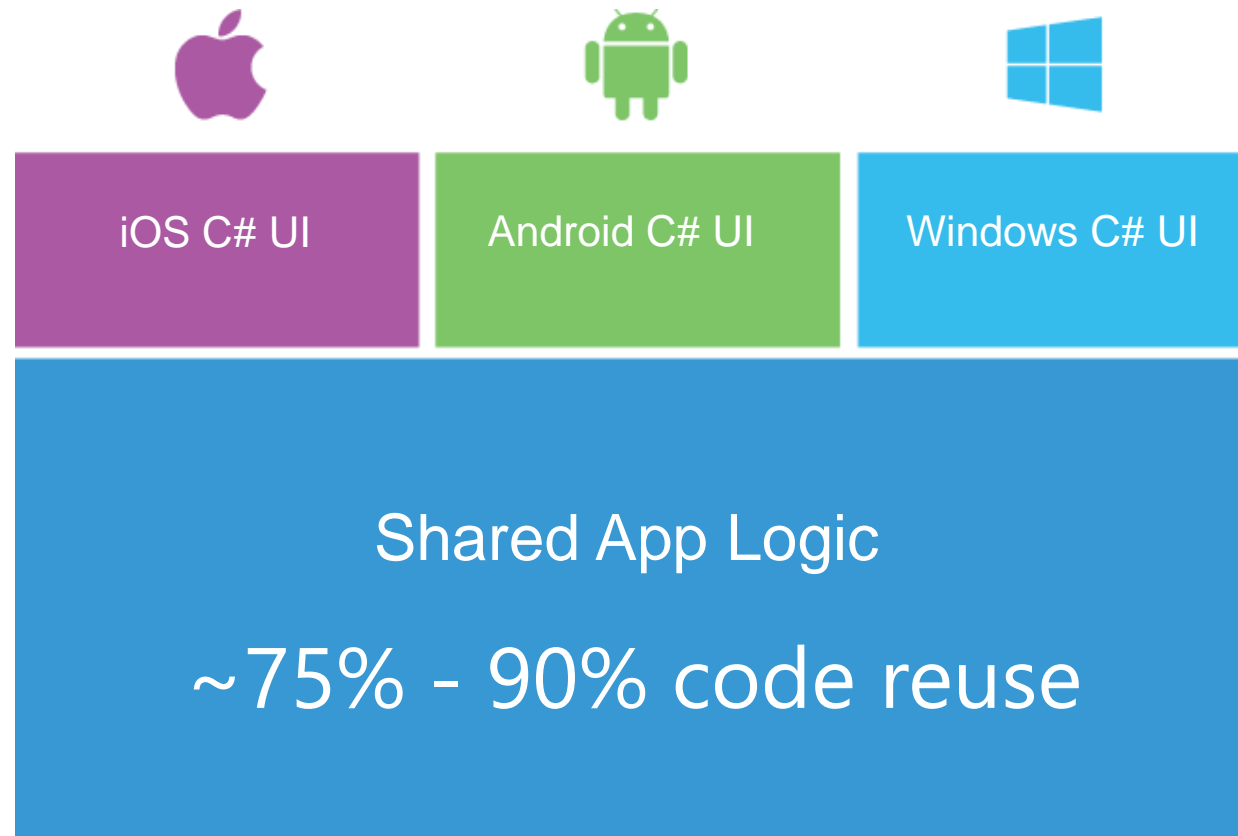 iOS C# UI
Android C# UI
Windows C# UI
Shared App Logic
~75% - 90% code reuse